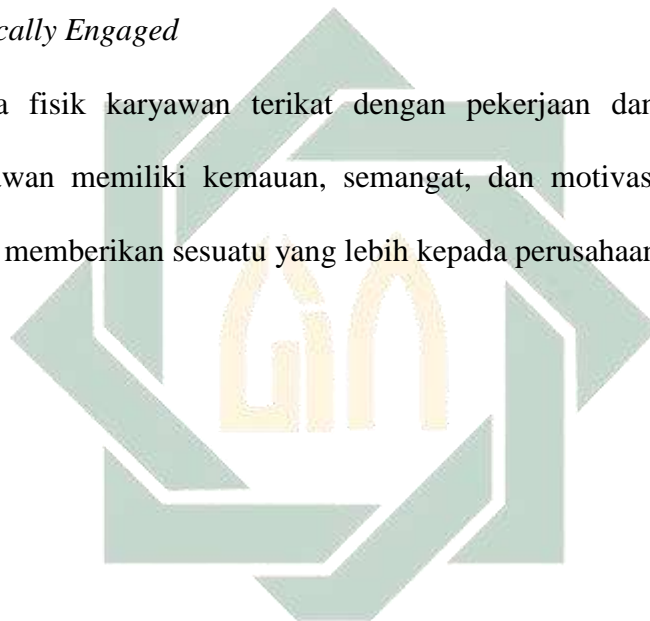 cally Engaged
a fisik karyawan terikat dengan pekerjaan dan
awan memiliki kemauan, semangat, dan motivas
memberikan sesuatu yang lebih kepada perusahaan
uin